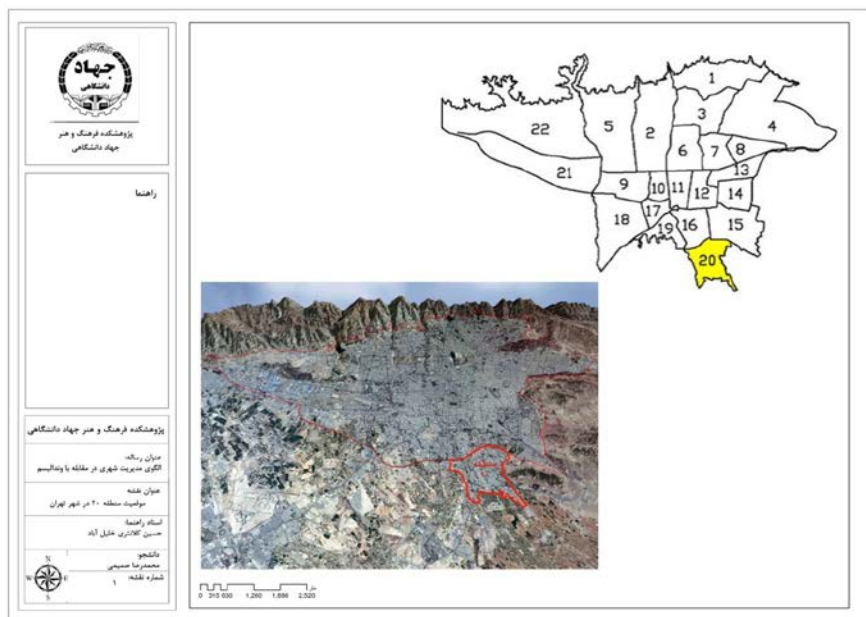 جهاد
دانشگاهی
پژوهشکده فرهنگ و هنر
جهاد دانشگاهی
راهنما
پژوهشکده فرهنگ و هنر جهاد دانشگاهی
عنوان رساله:
الگوی مدیریت شهری در مقابله با وندالیسم
عنوان نقشه
موقعیت منطقه ۲۰ در شهر تهران
استاد راهنما:
حسین کلانتری خلیل آباد
دانشجو:
محمدرضا صمیمی
شماره نقشه:
۱
N
W E
S
1
2
3
4
5
6
7
8
9
10
11
12
13
14
15
16
17
18
19
20
21
22
0 315 630 1,260 1,886 2,520
متر